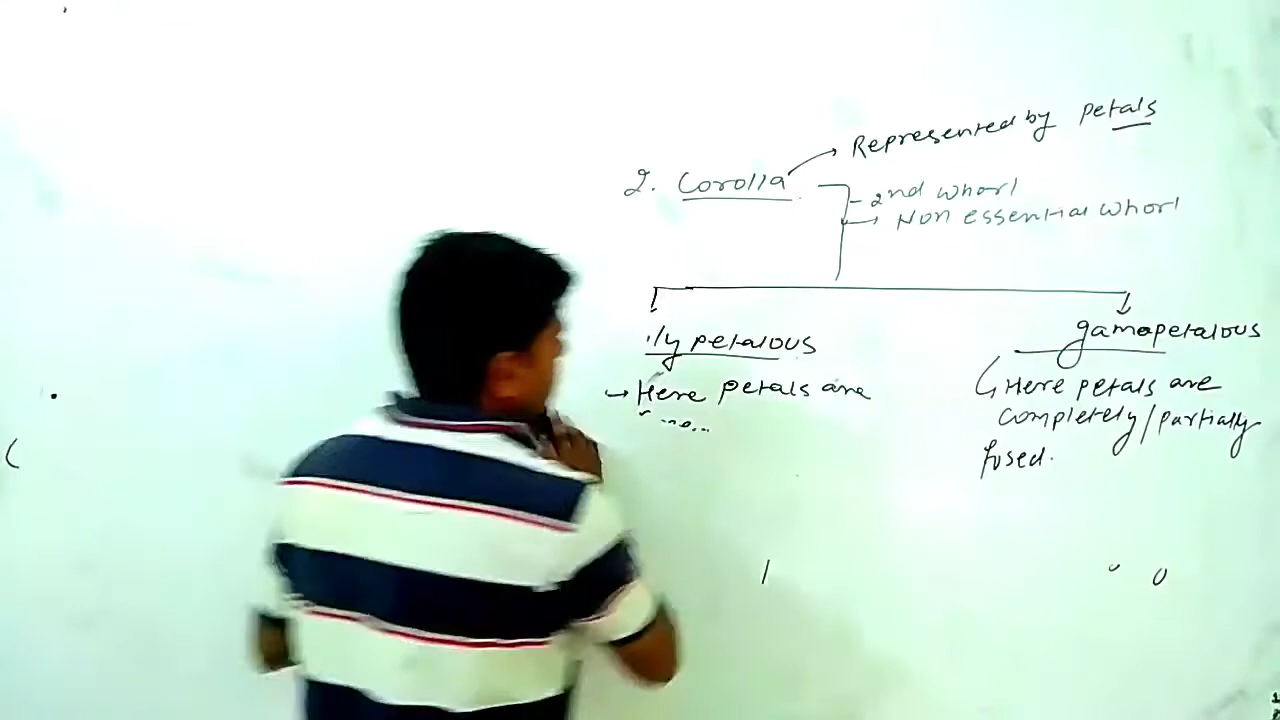 Represented by petals
2. Corolla
- 2nd whorl
→ Non essential whorl
petalous
gamopetalous
→ Here petals are
Here petals are
completely/partially
fused.